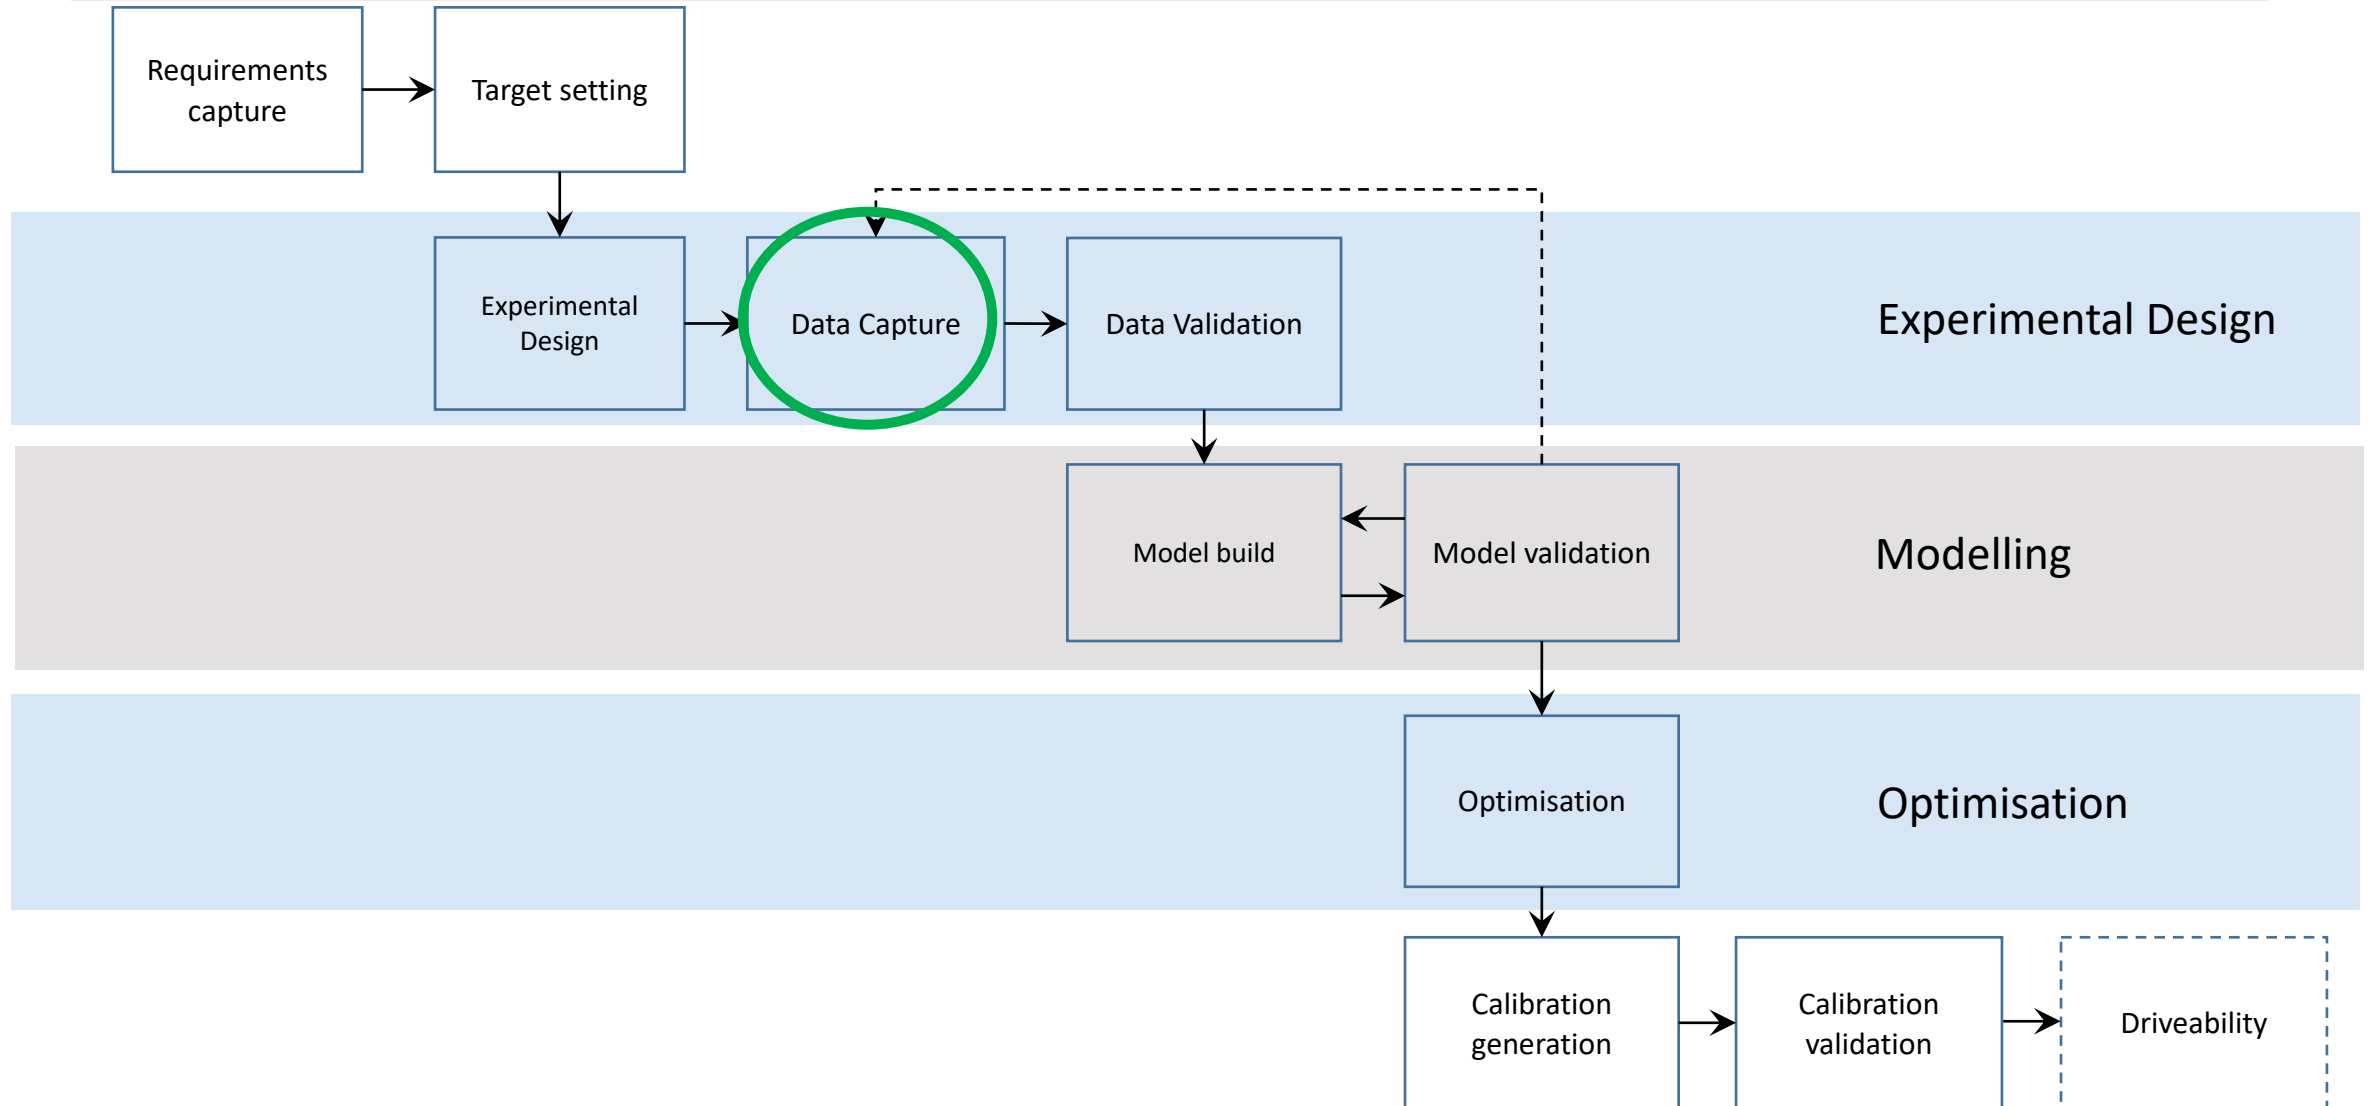 Requirements
capture
Target setting
Experimental
Design
Data Capture
Data Validation
Experimental Design
Model build
Model validation
Modelling
Optimisation
Optimisation
Calibration
generation
Calibration
validation
Driveability